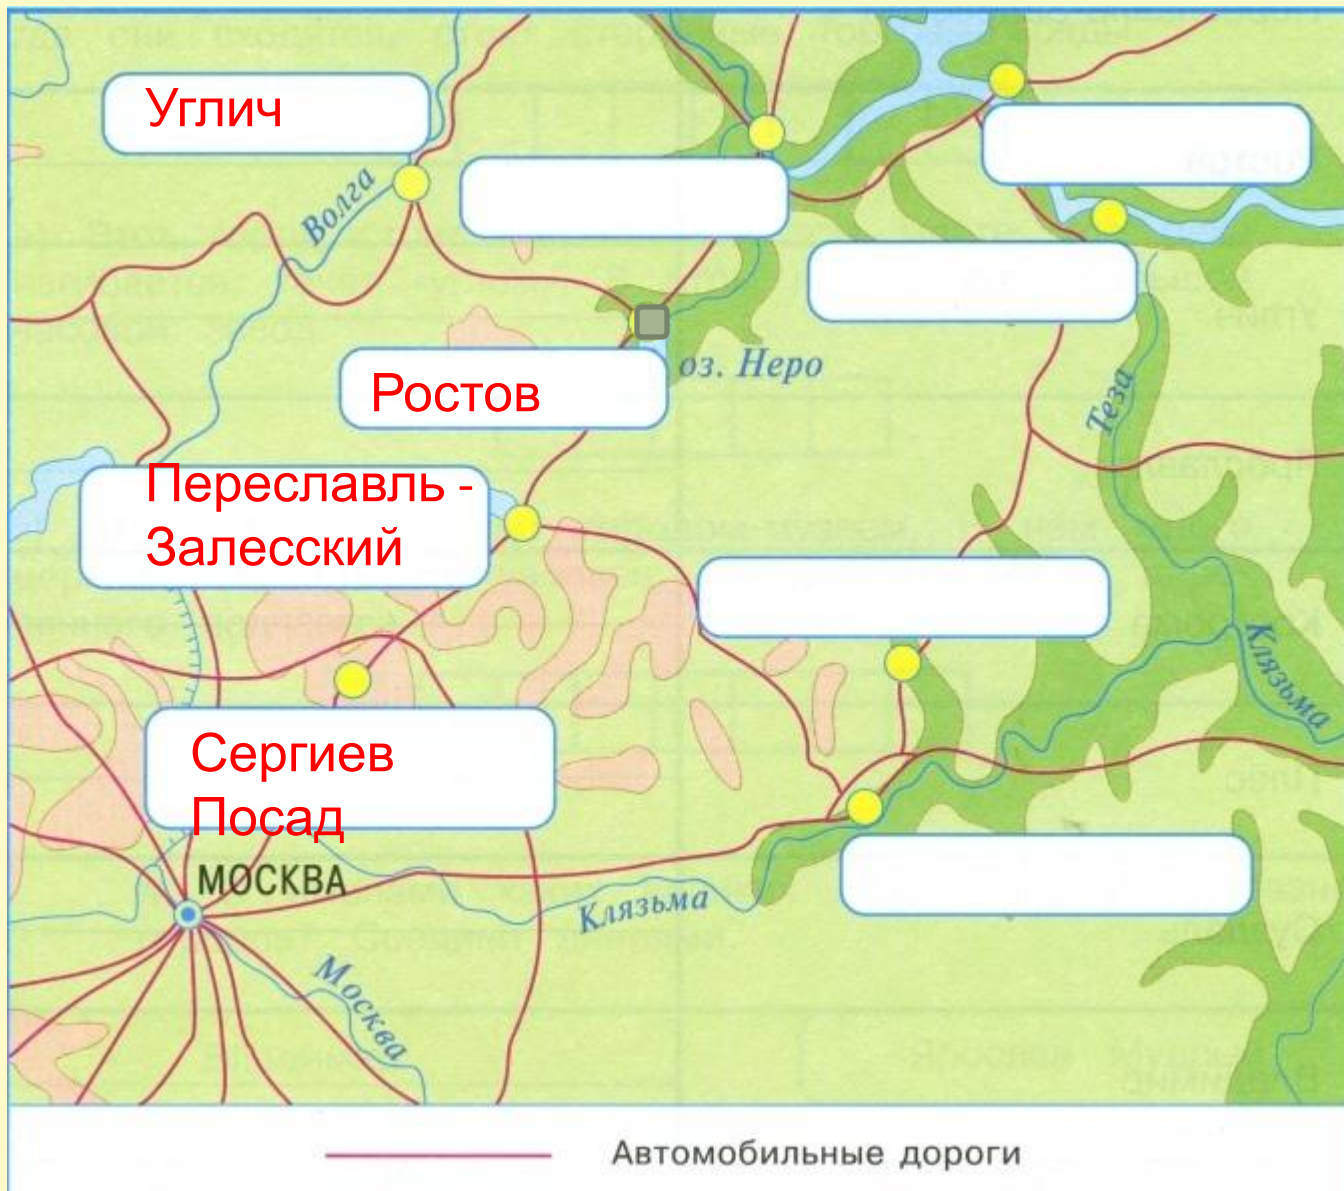 Углич
Волга
оз. Неро
Ростов
Теза
Переславль -
Залесский
Клязьма
Сергиев
Посад
МОСКВА
Клязьма
Москва
Автомобильные дороги